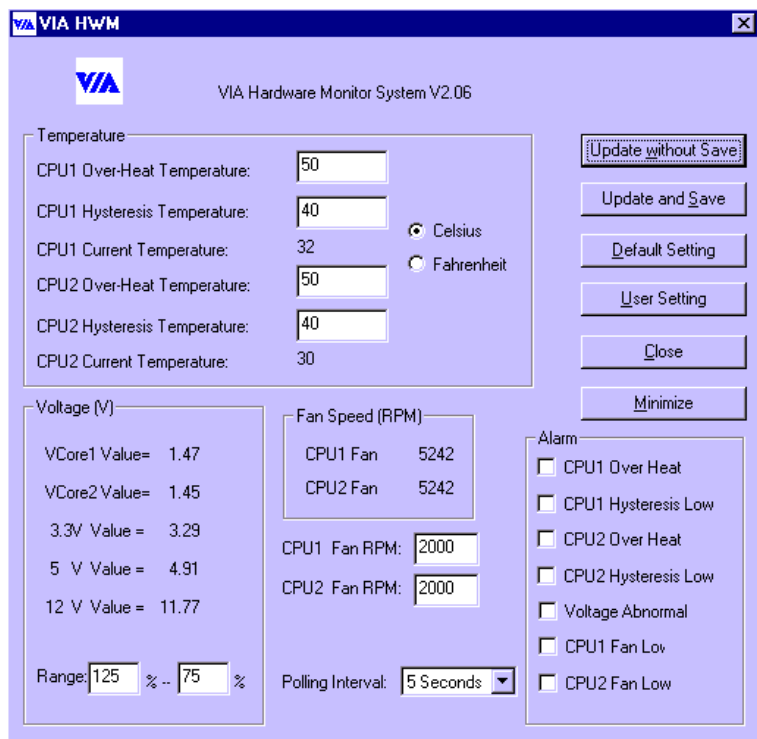 VIA VIA HWM
VIA
VIA Hardware Monitor System V2.06
Temperature
CPU1 Over-Heat Temperature: 50
CPU1 Hysteresis Temperature: 40
CPU1 Current Temperature: 32
CPU2 Over-Heat Temperature: 50
CPU2 Hysteresis Temperature: 40
CPU2 Current Temperature: 30
Celsius
Fahrenheit
Update without Save
Update and Save
Default Setting
User Setting
Close
Minimize
Voltage (V)
VCore1 Value= 1.47
VCore2 Value= 1.45
3.3V Value = 3.29
5 V Value = 4.91
12 V Value = 11.77
Range: 125 % -- 75 %
Fan Speed (RPM)
CPU1 Fan 5242
CPU2 Fan 5242
CPU1 Fan RPM: 2000
CPU2 Fan RPM: 2000
Polling Interval: 5 Seconds
Alarm
CPU1 Over Heat
CPU1 Hysteresis Low
CPU2 Over Heat
CPU2 Hysteresis Low
Voltage Abnormal
CPU1 Fan Lov
CPU2 Fan Low